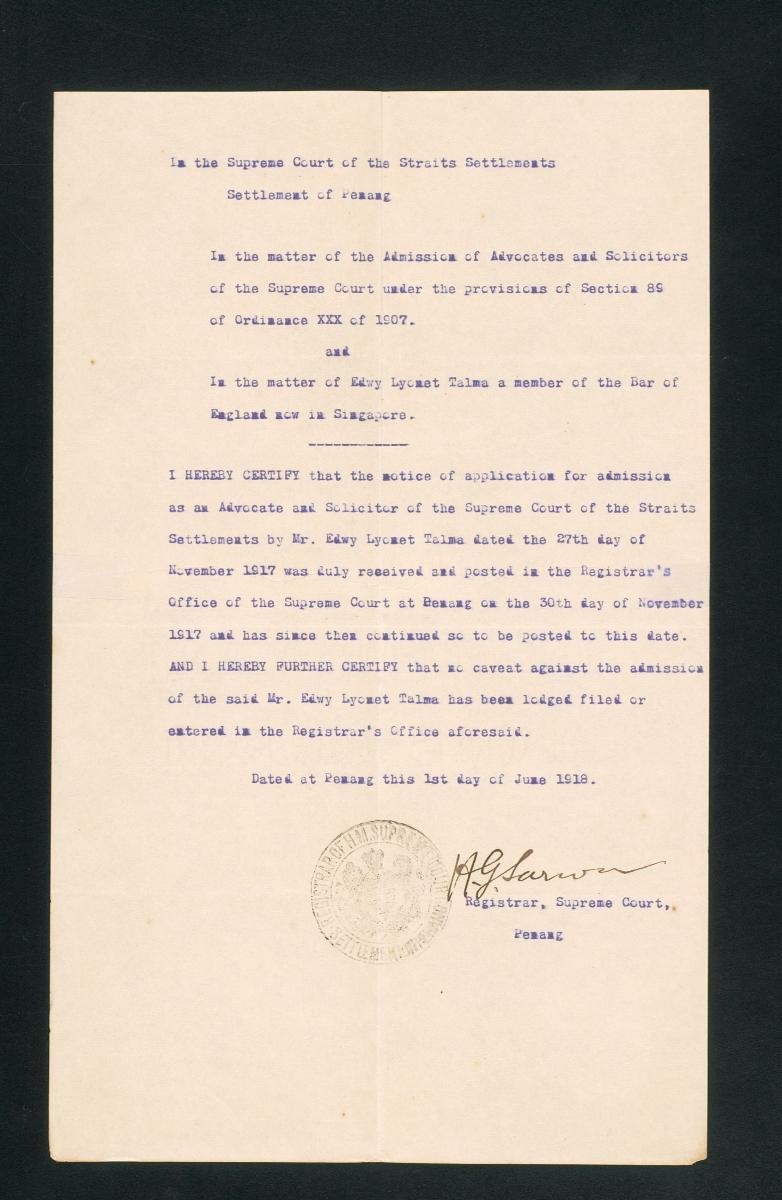 In the Supreme Court of the Straits Settlements
Settlement of Penang
In the matter of the Admission of Advocates and Solicitors
of the Supreme Court under the provisions of Section 89
of Ordinance XXX of 1907.
and
In the matter of Edwy Lyonet Talma a member of the Bar of
England now in Singapore.
I HEREBY CERTIFY that the notice of application for admission
as an Advocate and Solicitor of the Supreme Court of the Straits
Settlements by Mr. Edwy Lyonet Talma dated the 27th day of
November 1917 was duly received and posted in the Registrar's
Office of the Supreme Court at Penang on the 30th day of November
1917 and has since then continued so to be posted to this date.
AND I HEREBY FURTHER CERTIFY that no caveat against the admission
of the said Mr. Edwy Lyonet Talma has been lodged filed or
entered in the Registrar's Office aforesaid.
Dated at Penang this 1st day of June 1918.
REGISTRAR OF H.M. SUPREME COURT
SETTLEMENT
Registrar, Supreme Court,
Penang